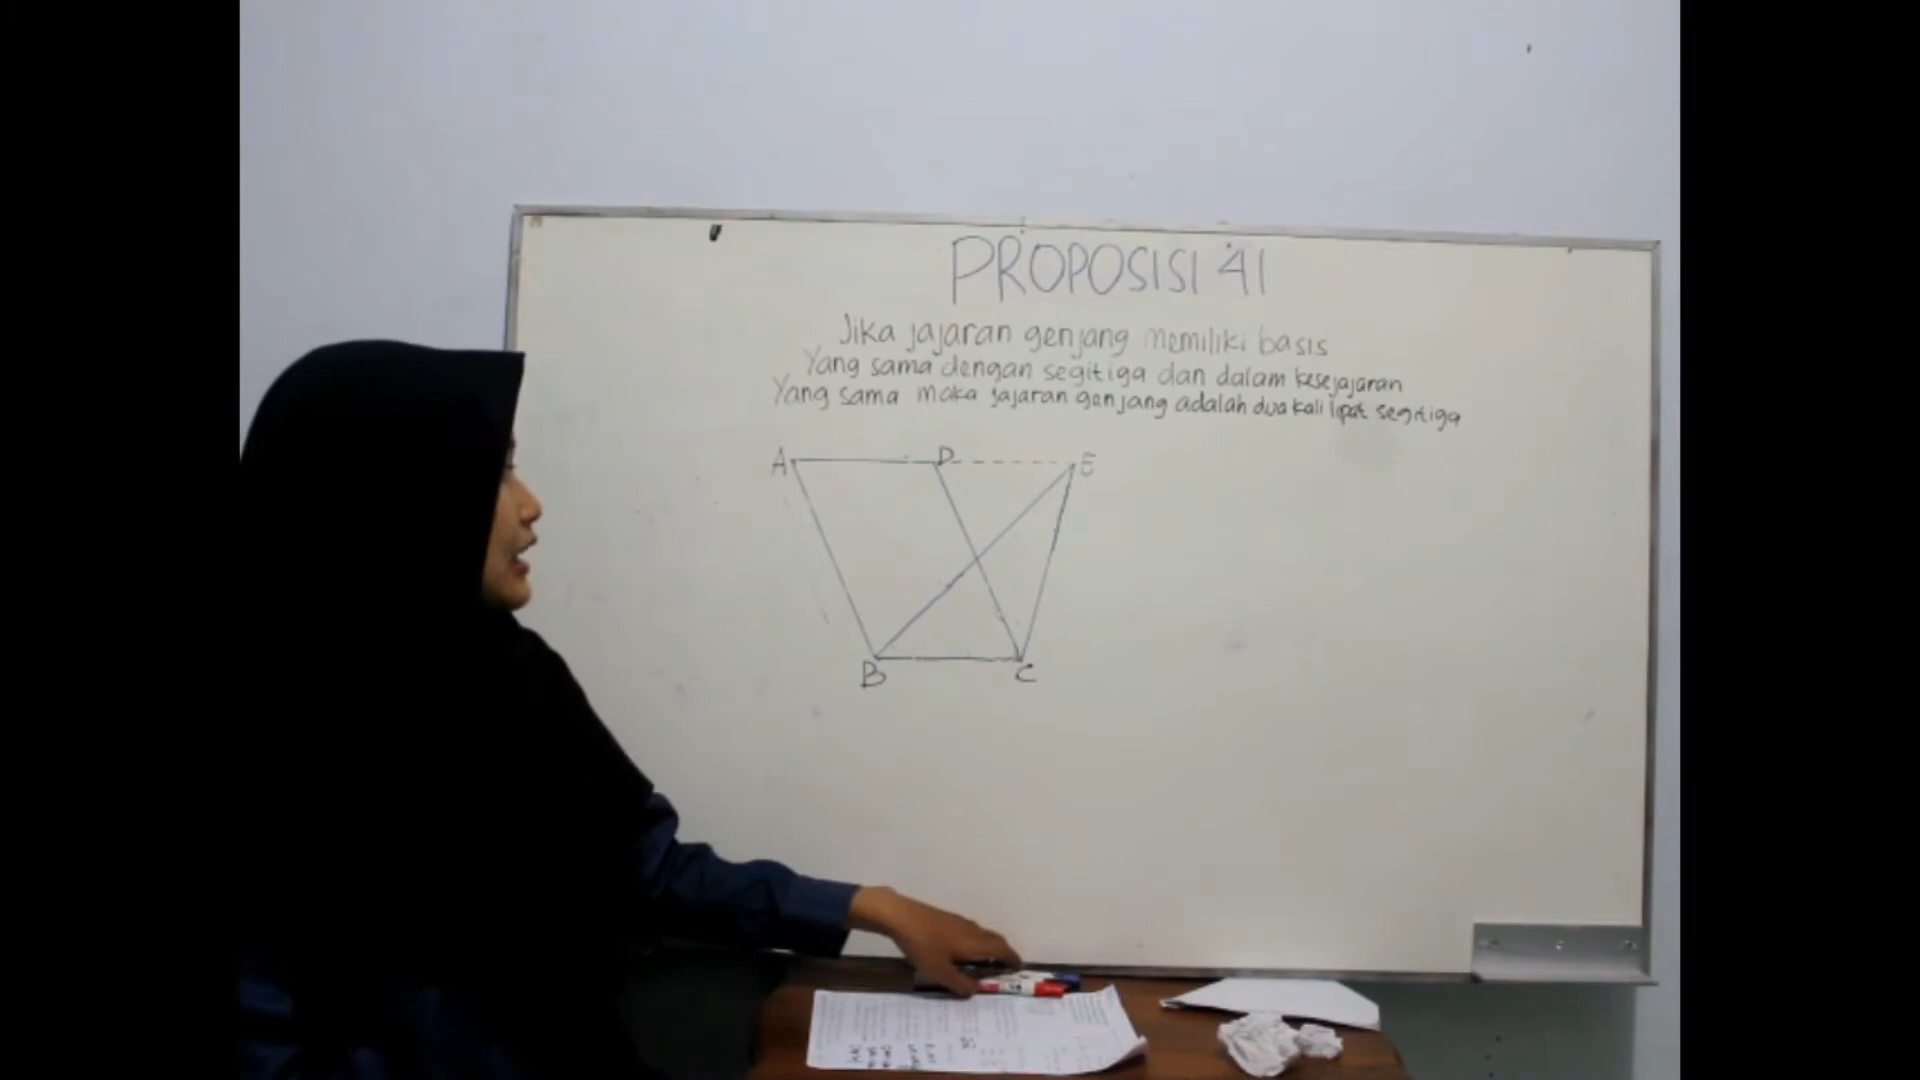 PROPOSISI 41
Jika jajaran genjang memiliki basis
Yang sama dengan segitiga dan dalam kesejajaran
Yang sama maka jajaran genjang adalah dua kali lipat segitiga
A D E
B C